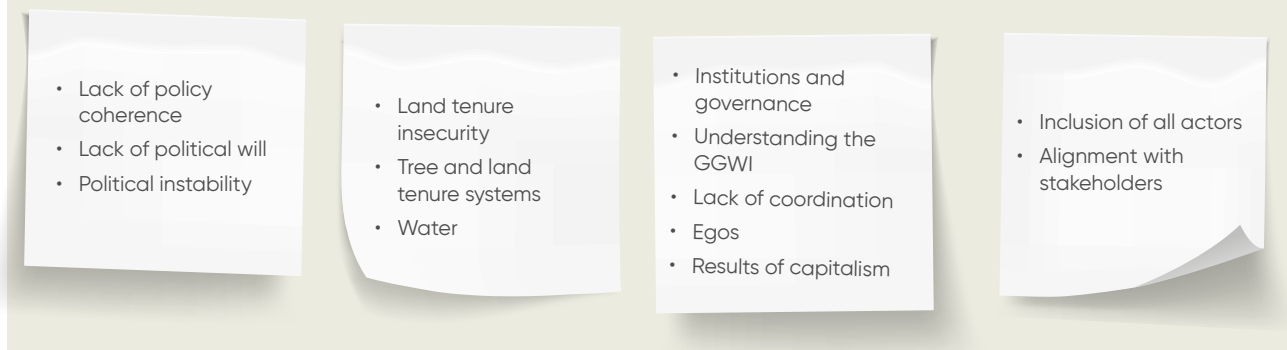 • Lack of policy
coherence
• Lack of political will
• Political instability
• Land tenure
insecurity
• Tree and land
tenure systems
• Water
• Institutions and
governance
• Understanding the
GGWI
• Lack of coordination
• Egos
• Results of capitalism
• Inclusion of all actors
• Alignment with
stakeholders